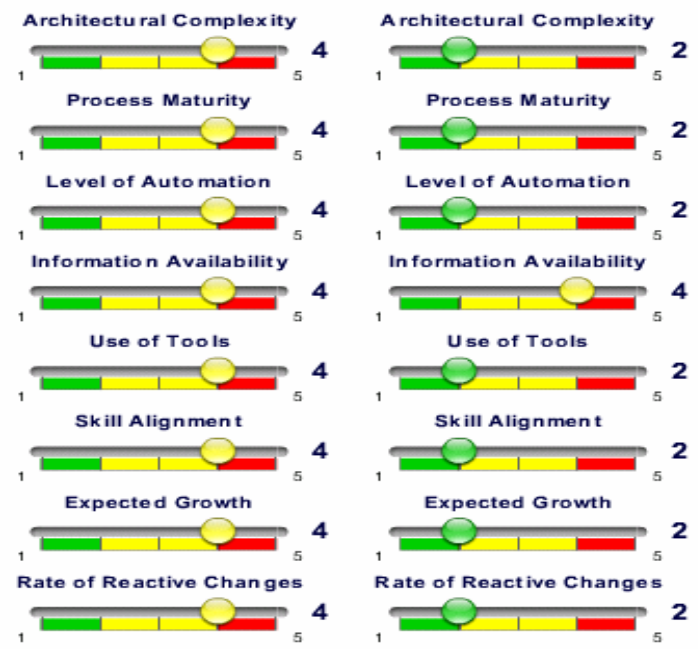 Architectural Complexity Architectural Complexity
4 2
1 5 1 5
Process Maturity Process Maturity
4 2
1 5 1 5
Level of Automation Level of Automation
4 2
1 5 1 5
Information Availability Information Availability
4 4
1 5 1 5
Use of Tools Use of Tools
4 2
1 5 1 5
Skill Alignment Skill Alignment
4 2
1 5 1 5
Expected Growth Expected Growth
4 2
1 5 1 5
Rate of Reactive Changes Rate of Reactive Changes
4 2
1 5 1 5